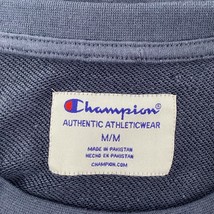 Champion
AUTHENTIC ATHLETICWEAR
M/M
MADE IN PAKISTAN
HECHO EN PAKISTAN
CHAMPION.COM